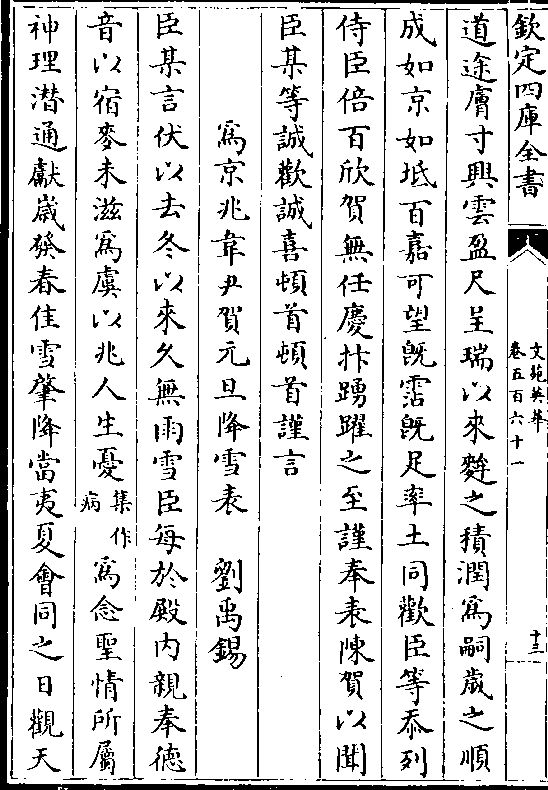 欽定四庫全書
文苑英華
卷五百六十一
十三
道途膚寸興雲盈尺呈瑞以來麰之積潤為嗣歲之順
成如京如坻百嘉可望既霑既足率土同歡臣等忝列
侍臣倍百欣賀無任慶抃踴躍之至謹奉表陳賀以聞
臣某等誠歡誠喜頓首頓首謹言
為京兆韋尹賀元旦降雪表 劉禹錫
臣某言伏以去冬以來久無雨雪臣每於殿內親奉德
音以宿麥未滋為虞以兆人生憂集作病為念聖情所屬
神理潛通獻歲發春佳雪肇降當夷夏會同之日觀天